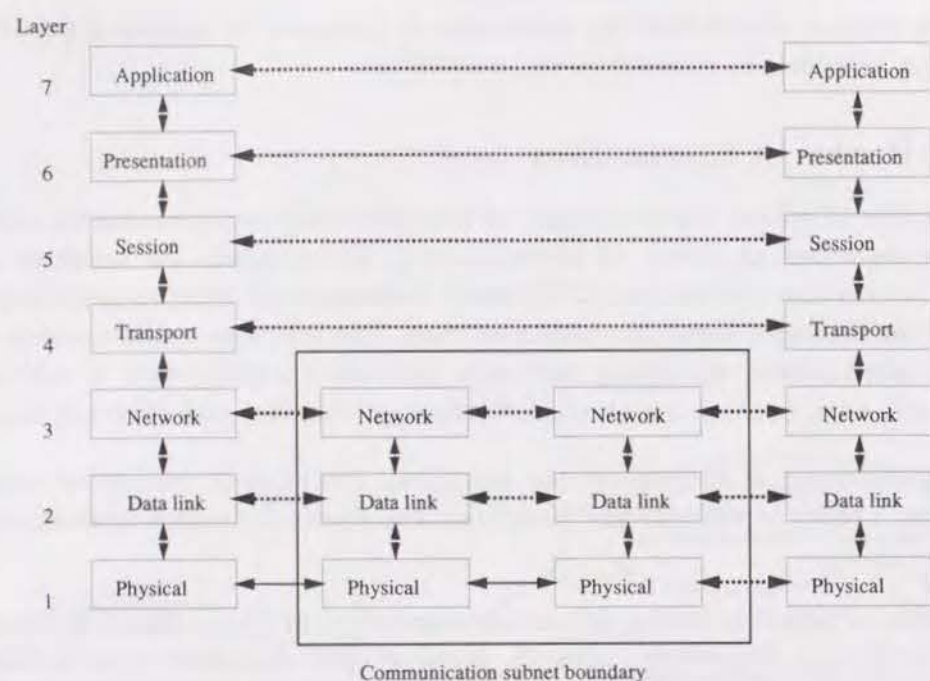 Layer
Application Application
7
Presentation Presentation
6
Session Session
5
Transport Transport
4
Network Network Network Network
3
Data link Data link Data link Data link
2
Physical Physical Physical Physical
1
Communication subnet boundary